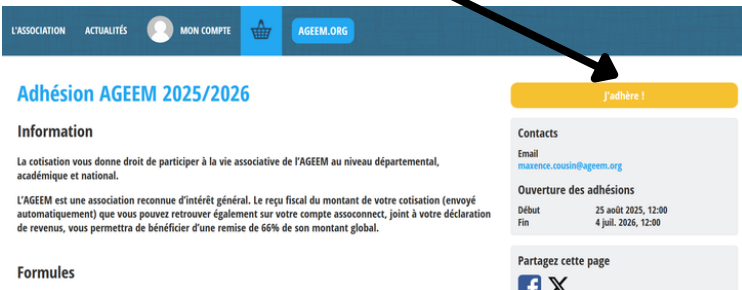 L'ASSOCIATION ACTUALITÉS MON COMPTE AGEEM.ORG
Adhésion AGEEM 2025/2026
Information
La cotisation vous donne droit de participer à la vie associative de l'AGEEM au niveau départemental,
académique et national.
L'AGEEM est une association reconnue d'intérêt général. Le reçu fiscal du montant de votre cotisation (envoyé
automatiquement) que vous pouvez retrouver également sur votre compte assoconnect, joint à votre déclaration
de revenus, vous permettra de bénéficier d'une remise de 66% de son montant global.
Formules
J'adhère !
Contacts
Email
maxence.cousin@ageem.org
Ouverture des adhésions
Début 25 août 2025, 12:00
Fin 4 juil. 2026, 12:00
Partagez cette page